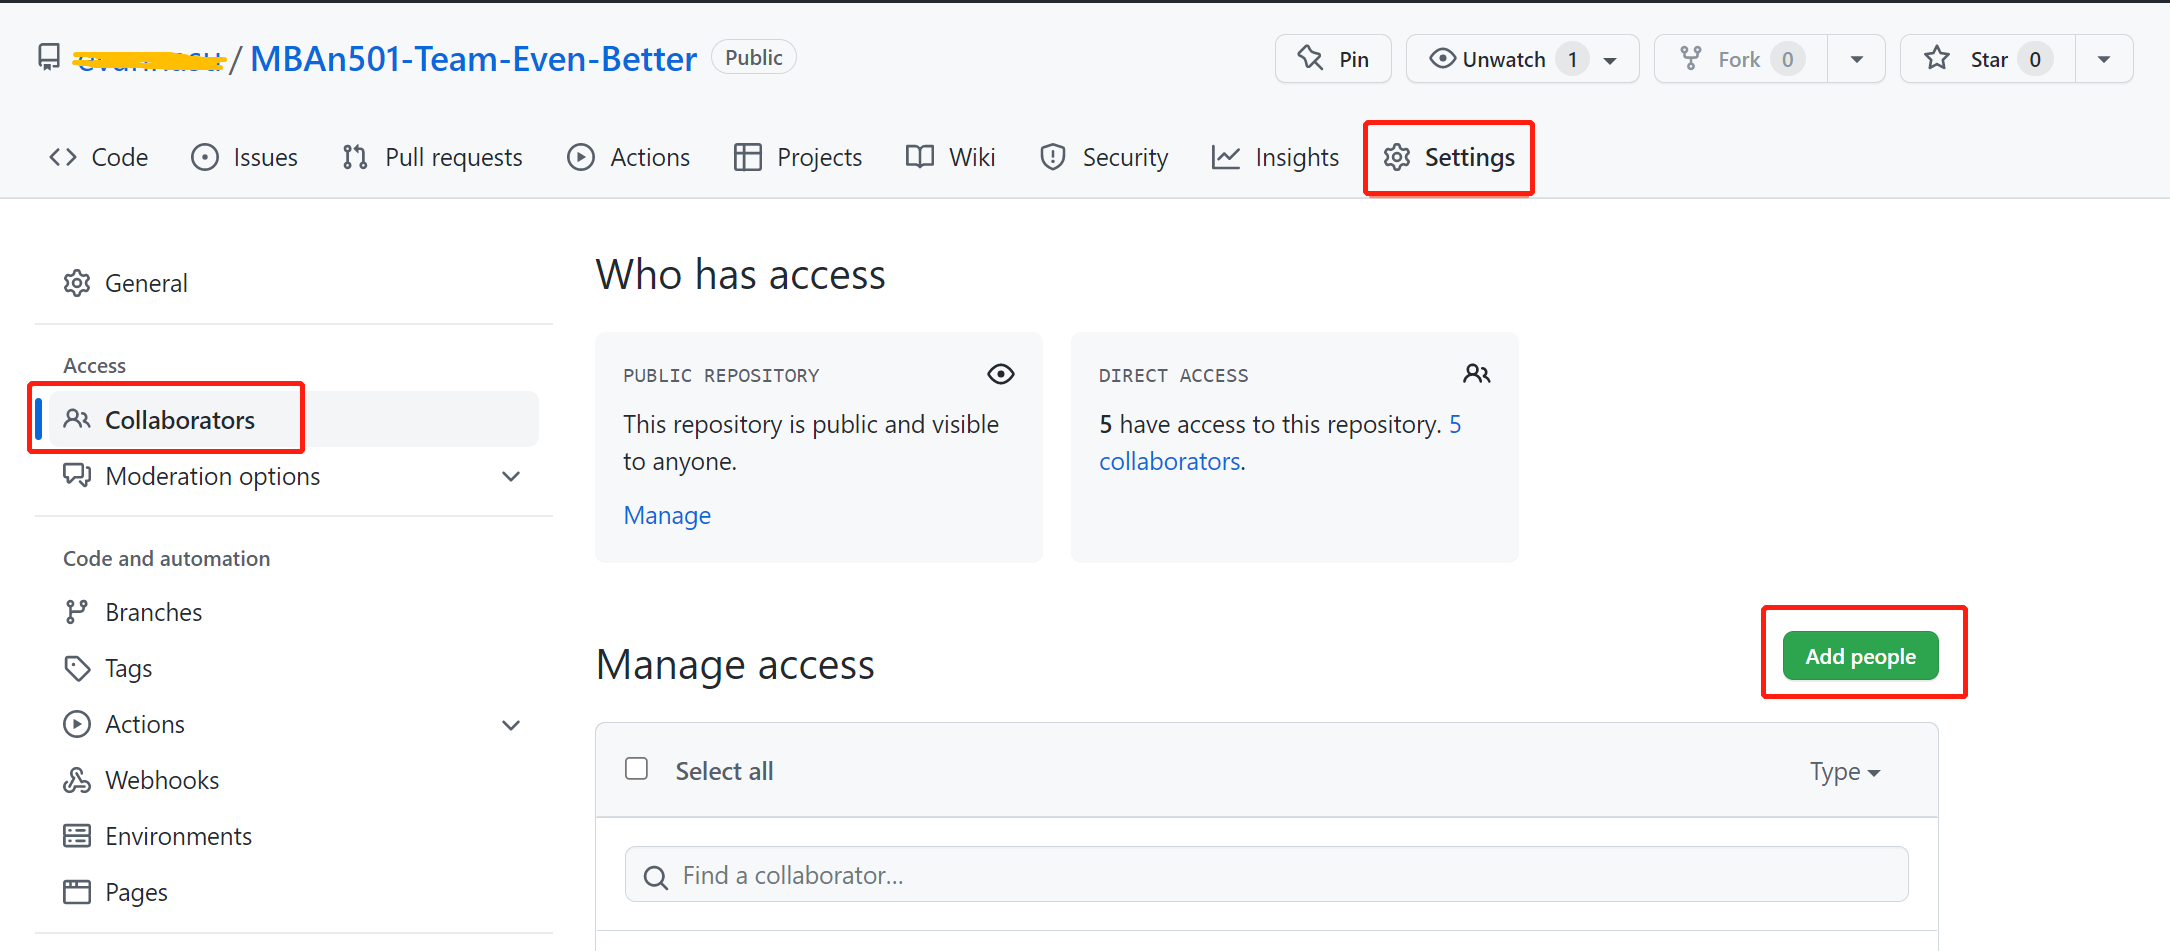 / MBAn501-Team-Even-Better Public
Pin Unwatch 1 Fork 0 Star 0
Code Issues Pull requests Actions Projects Wiki Security Insights Settings
General
Access
Collaborators
Moderation options
Code and automation
Branches
Tags
Actions
Webhooks
Environments
Pages
Who has access
PUBLIC REPOSITORY
This repository is public and visible
to anyone.
Manage
DIRECT ACCESS
5 have access to this repository. 5
collaborators.
Manage access
Add people
Select all
Type
Find a collaborator...